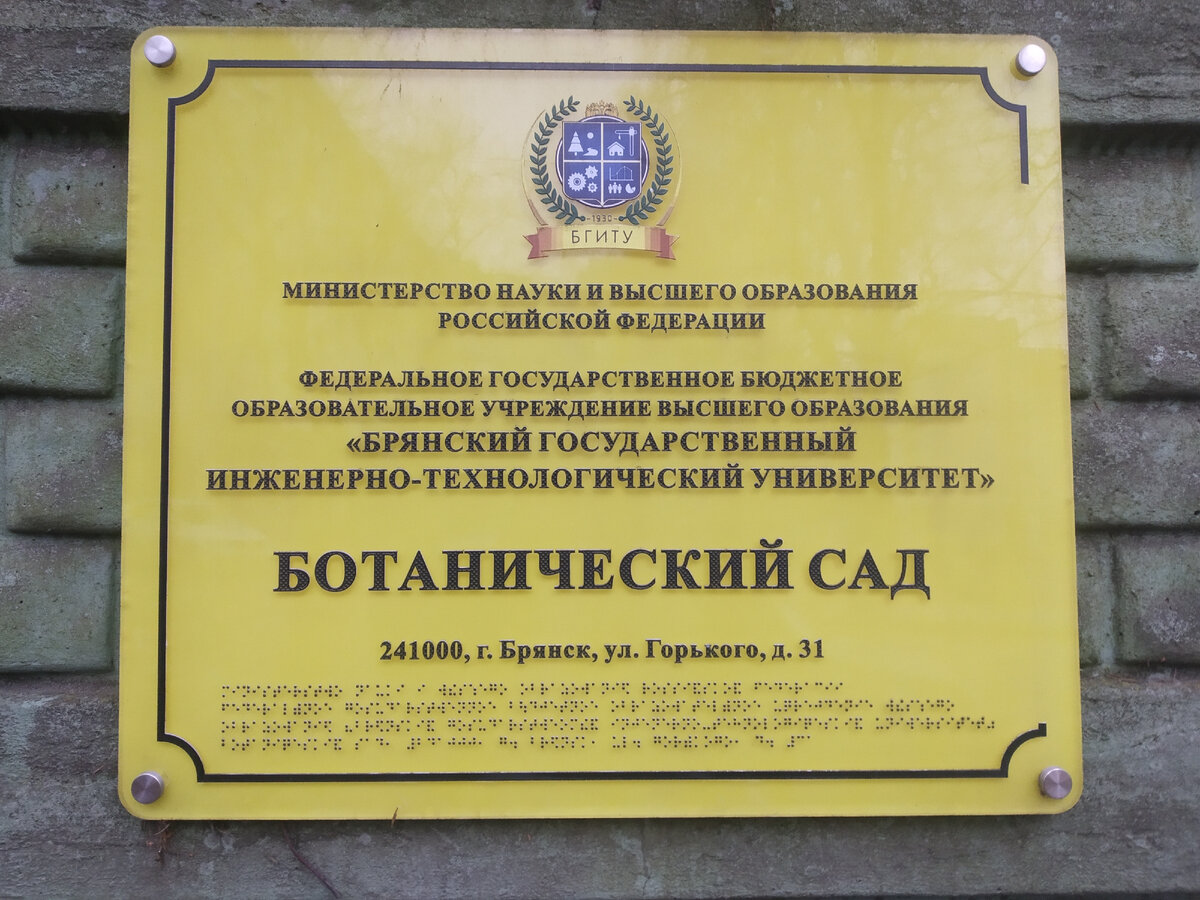 1930
БГИТУ
МИНИСТЕРСТВО НАУКИ И ВЫСШЕГО ОБРАЗОВАНИЯ
РОССИЙСКОЙ ФЕДЕРАЦИИ
ФЕДЕРАЛЬНОЕ ГОСУДАРСТВЕННОЕ БЮДЖЕТНОЕ
ОБРАЗОВАТЕЛЬНОЕ УЧРЕЖДЕНИЕ ВЫСШЕГО ОБРАЗОВАНИЯ
«БРЯНСКИЙ ГОСУДАРСТВЕННЫЙ
ИНЖЕНЕРНО-ТЕХНОЛОГИЧЕСКИЙ УНИВЕРСИТЕТ»
БОТАНИЧЕСКИЙ САД
241000, г. Брянск, ул. Горького, д. 31